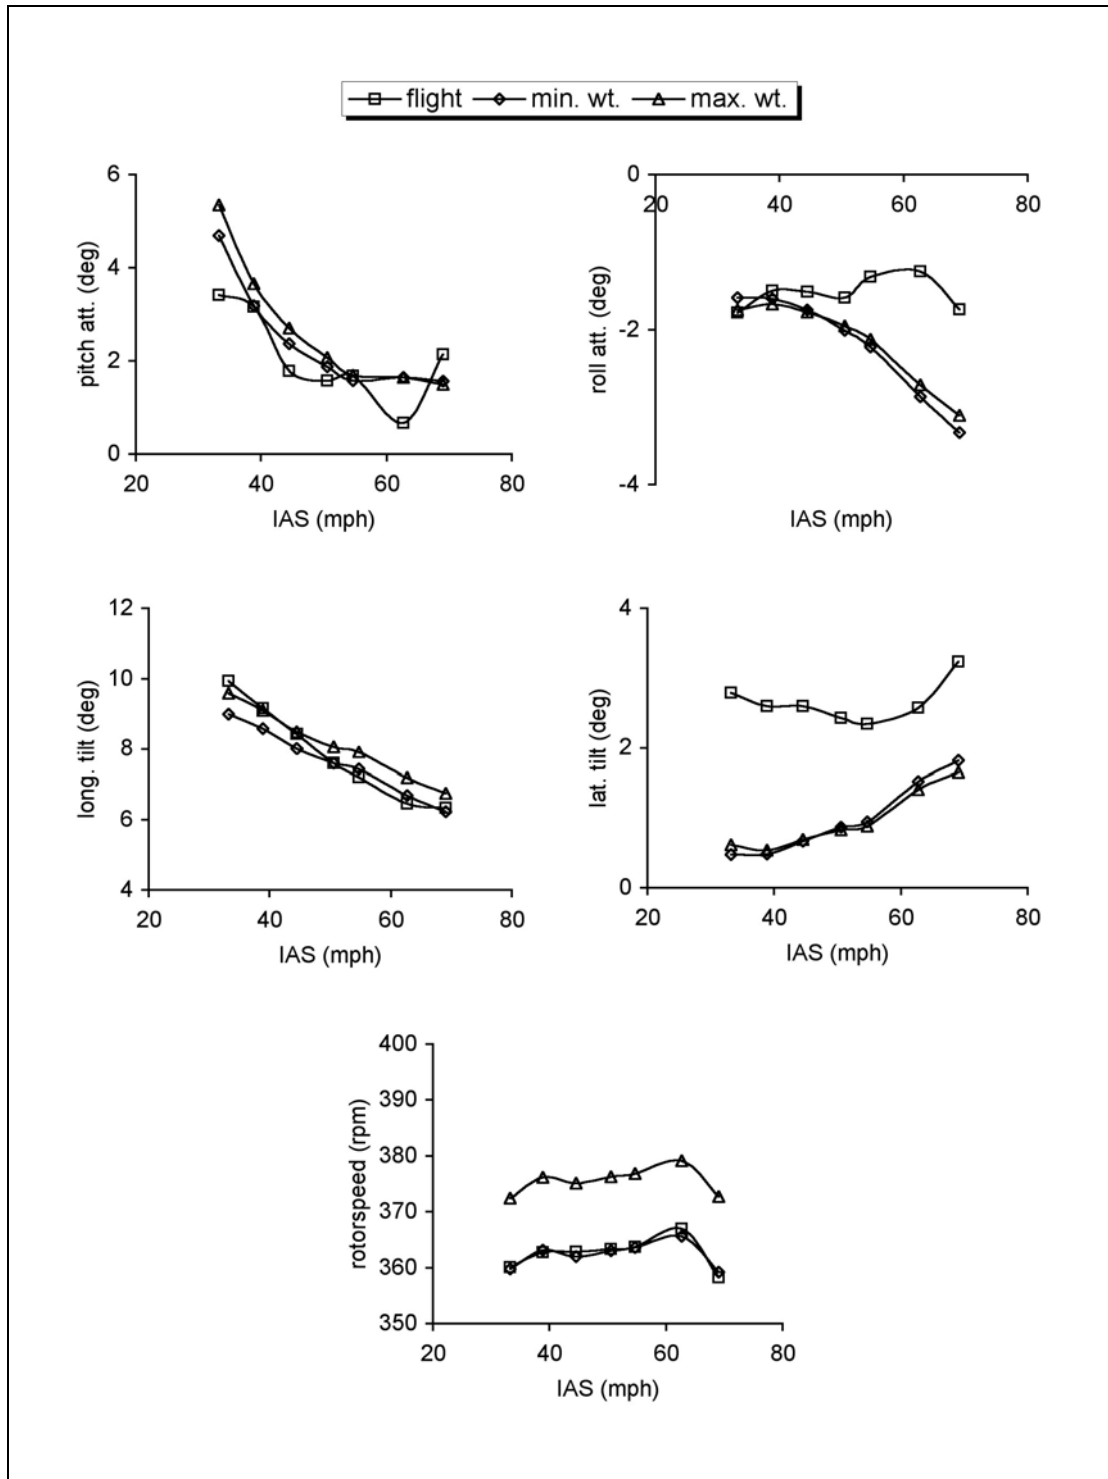 flight min. wt. max. wt.
6
4
2
0
20 40 60 80
pitch att. (deg)
IAS (mph)
0
-2
-4
20 40 60 80
roll att. (deg)
IAS (mph)
12
10
8
6
4
20 40 60 80
long. tilt (deg)
IAS (mph)
4
2
0
20 40 60 80
lat. tilt (deg)
IAS (mph)
400
390
380
370
360
350
20 40 60 80
rotorspeed (rpm)
IAS (mph)